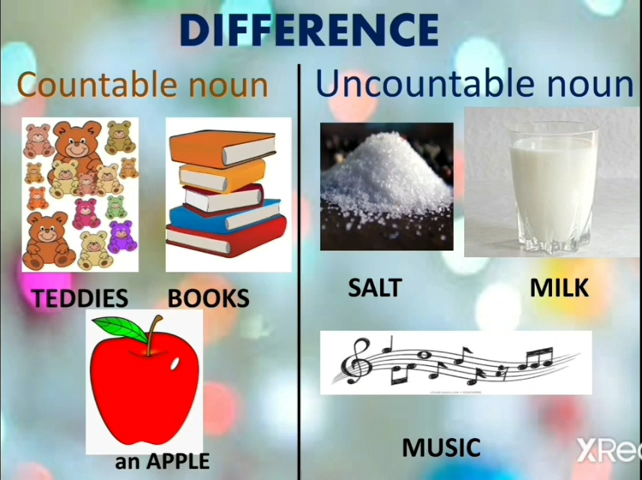 DIFFERENCE
Countable noun
Uncountable noun
TEDDIES BOOKS
SALT MILK
an APPLE
MUSIC